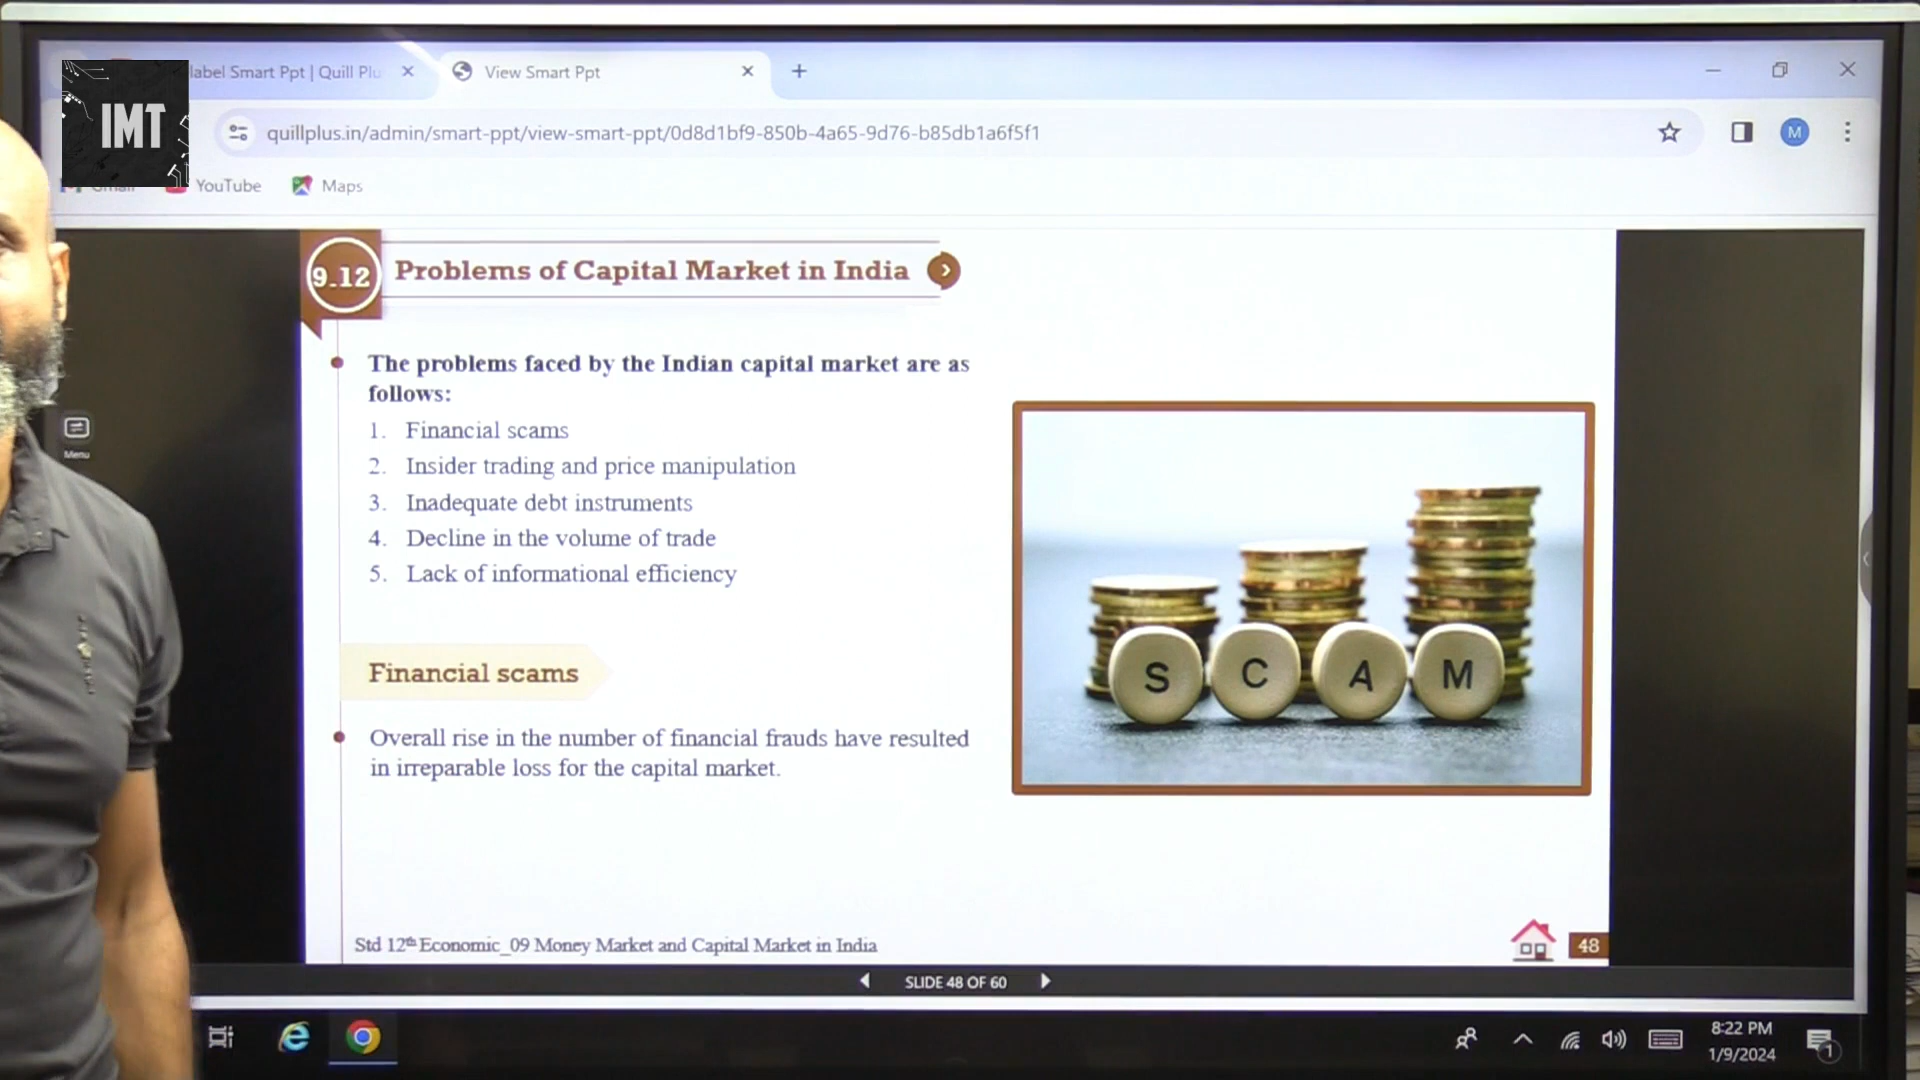 label Smart Ppt | Quill Plu
View Smart Ppt
IMT
quillplus.in/admin/smart-ppt/view-smart-ppt/0d8d1bf9-850b-4a65-9d76-b85db1a6f5f1
M
Gmail
YouTube
Maps
9.12
Problems of Capital Market in India
The problems faced by the Indian capital market are as
follows:
1. Financial scams
2. Insider trading and price manipulation
3. Inadequate debt instruments
4. Decline in the volume of trade
5. Lack of informational efficiency
Menu
SCAM
Financial scams
Overall rise in the number of financial frauds have resulted
in irreparable loss for the capital market.
Std 12th Economic_09 Money Market and Capital Market in India
48
SLIDE 48 OF 60
8:22 PM
1/9/2024
1